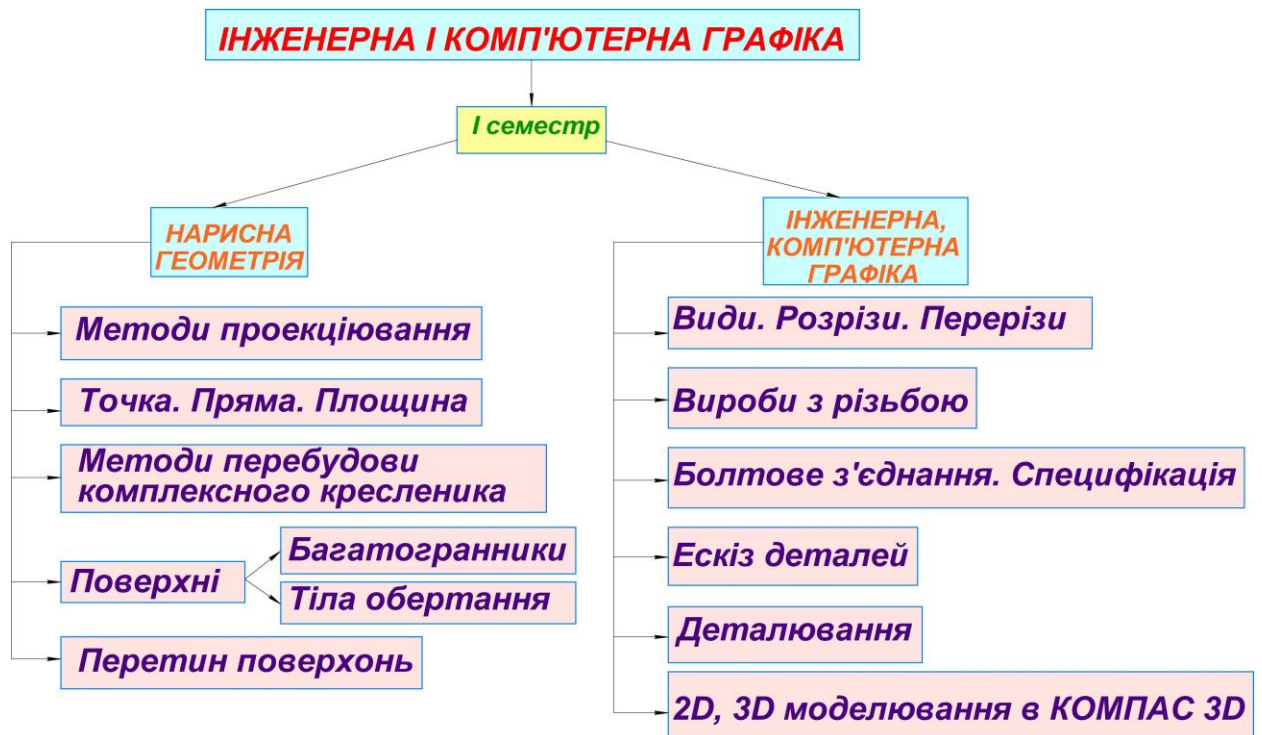 ІНЖЕНЕРНА І КОМП'ЮТЕРНА ГРАФІКА
І семестр
НАРИСНА
ГЕОМЕТРІЯ
Методи проекціювання
Точка. Пряма. Площина
Методи перебудови
комплексного кресленика
Поверхні
Багатогранники
Тіла обертання
Перетин поверхонь
ІНЖЕНЕРНА,
КОМП'ЮТЕРНА
ГРАФІКА
Види. Розрізи. Перерізи
Вироби з різьбою
Болтове з'єднання. Специфікація
Ескіз деталей
Деталювання
2D, 3D моделювання в КОМПАС 3D